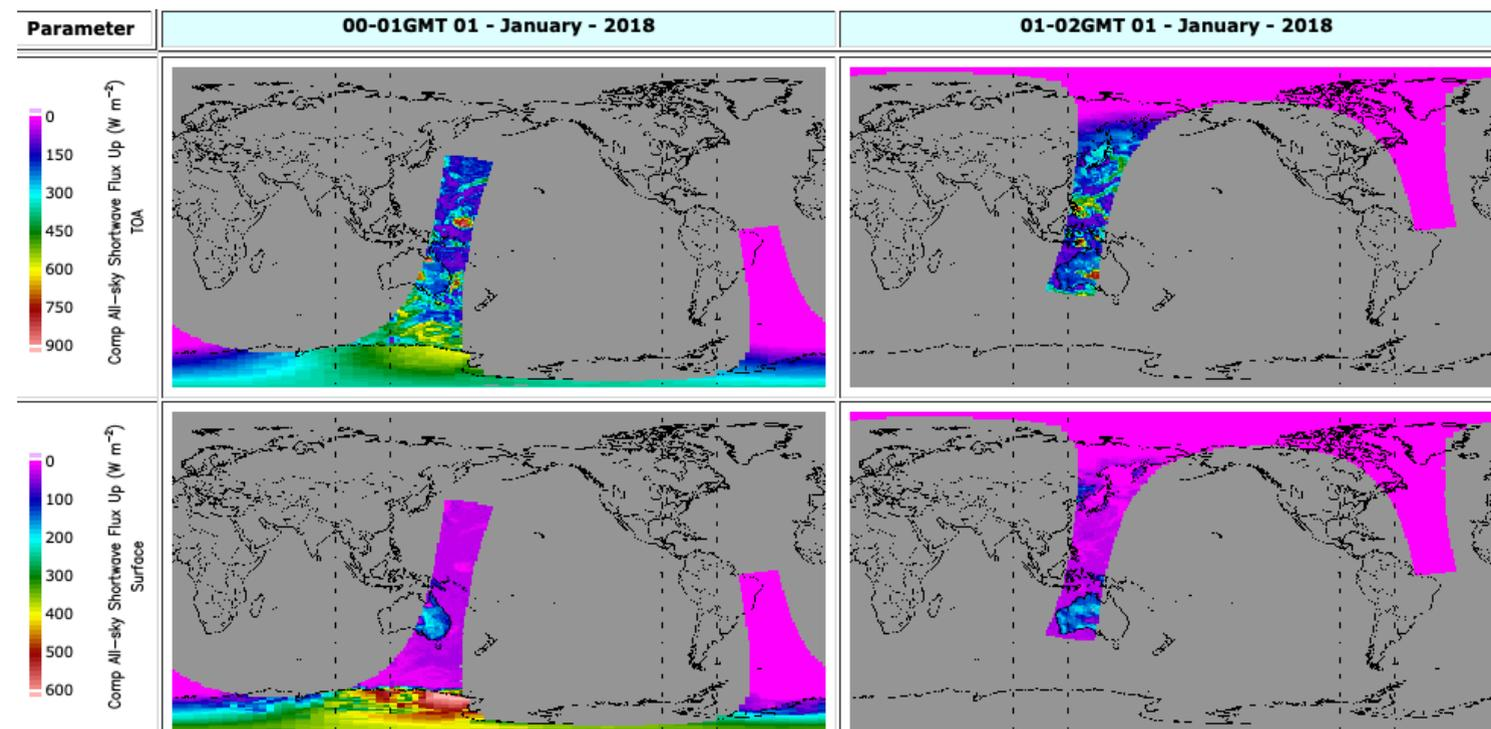 Parameter
00-01GMT 01 - January - 2018
01-02GMT 01 - January - 2018
0
150
300
450
600
750
900
Comp All-sky Shortwave Flux Up (W m⁻²)
TOA
0
100
200
300
400
500
600
Comp All-sky Shortwave Flux Up (W m⁻²)
Surface